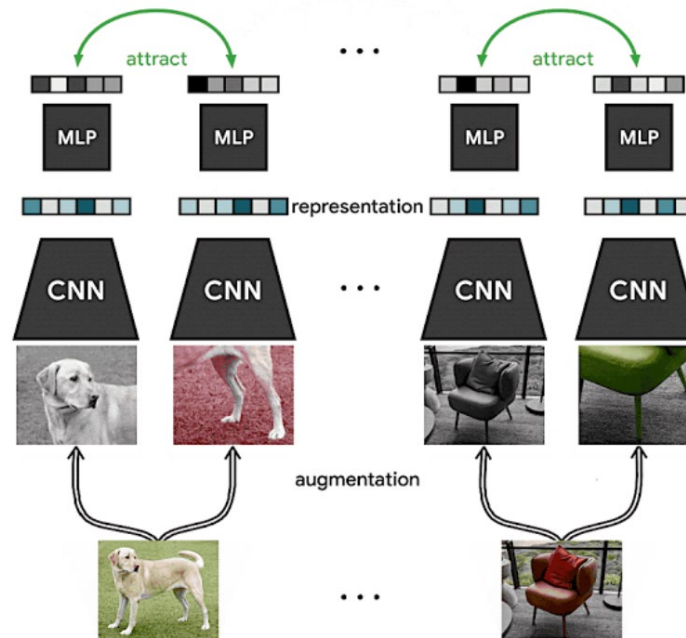 attract
...
attract
MLP
MLP
MLP
MLP
representation
CNN
CNN
...
CNN
CNN
augmentation
...